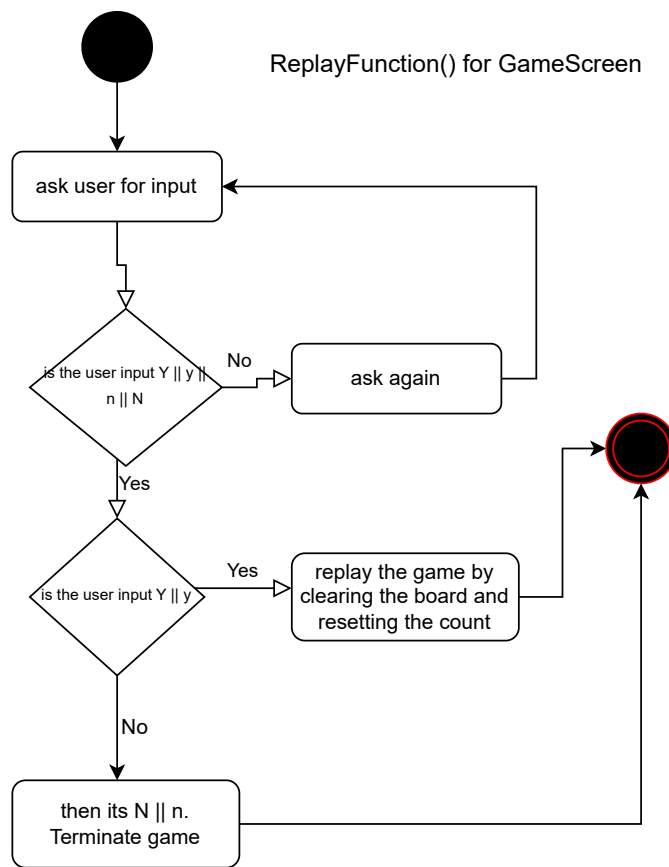 ReplayFunction() for GameScreen
ask user for input
is the user input Y || y ||
n || N
No
ask again
Yes
is the user input Y || y
Yes
replay the game by
clearing the board and
resetting the count
No
then its N || n.
Terminate game